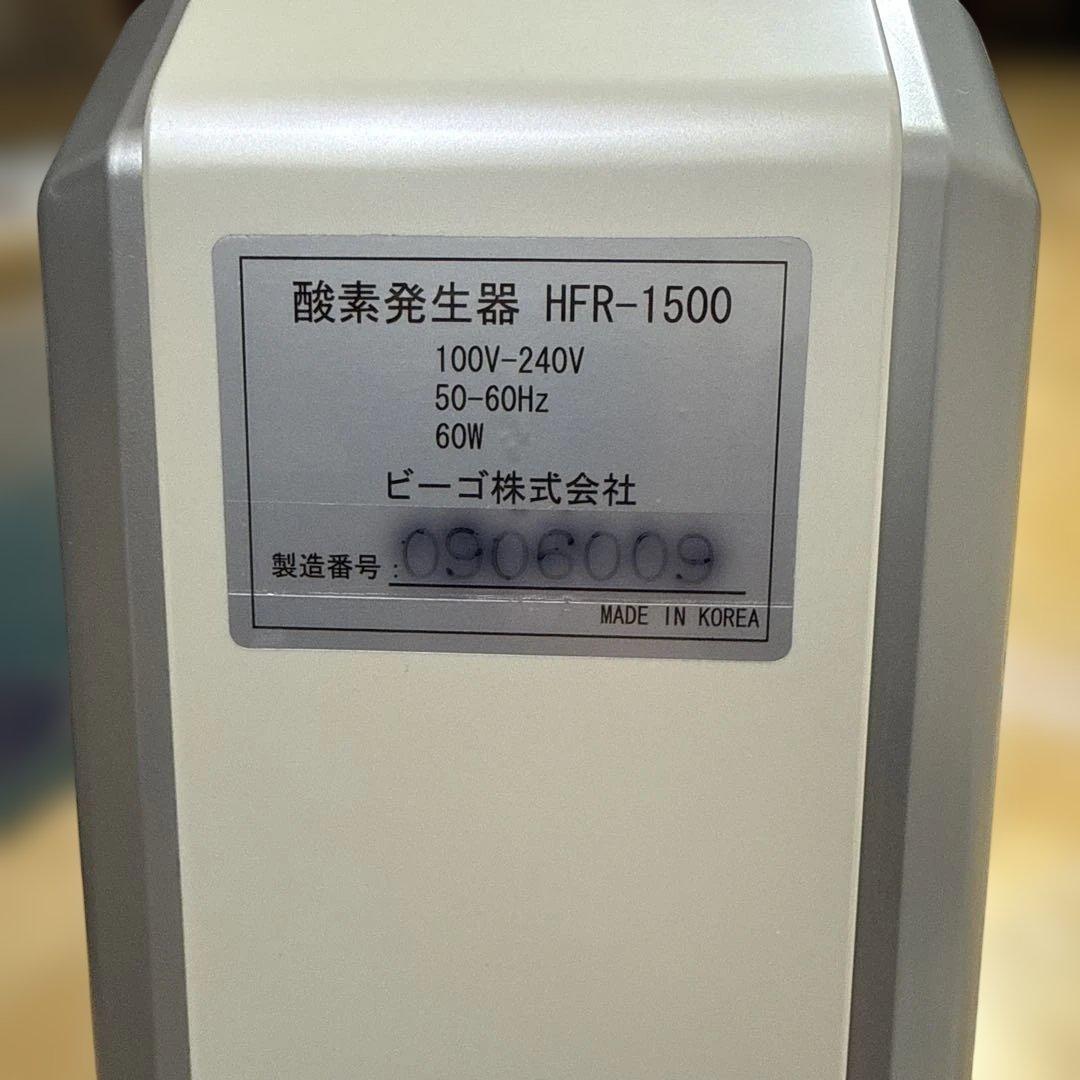 酸素発生器 HFR-1500
100V-240V
50-60Hz
60W
ビーゴ株式会社
製造番号:0906009
MADE IN KOREA